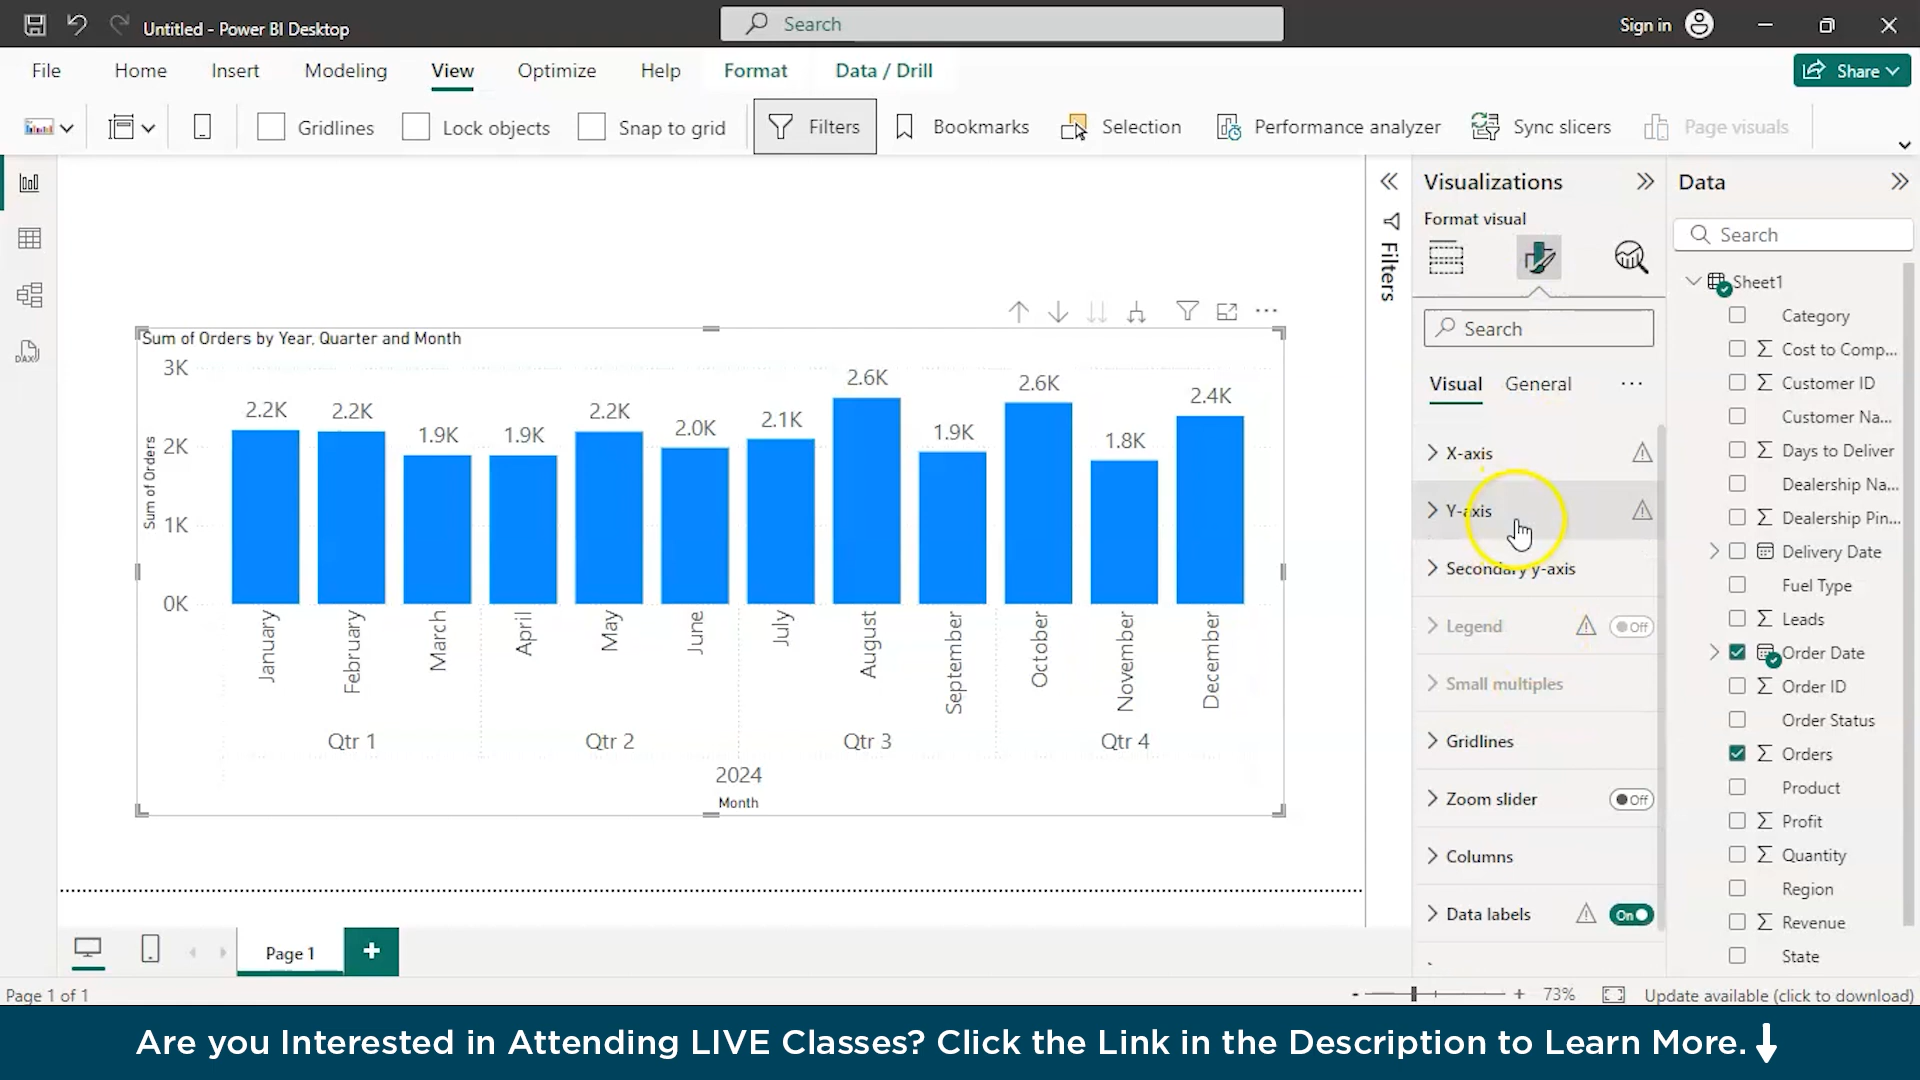 Untitled - Power BI Desktop
Search
Sign in
File
Home
Insert
Modeling
View
Optimize
Help
Format
Data / Drill
Share
Gridlines
Lock objects
Snap to grid
Filters
Bookmarks
Selection
Performance analyzer
Sync slicers
Page visuals
DAX
Sum of Orders by Year, Quarter and Month
Sum of Orders
3K
2K
1K
0K
2.2K
2.2K
1.9K
1.9K
2.2K
2.0K
2.1K
2.6K
1.9K
2.6K
1.8K
2.4K
January
February
March
April
May
June
July
August
September
October
November
December
Qtr 1
Qtr 2
Qtr 3
Qtr 4
2024
Month
Filters
Visualizations
Format visual
Search
Visual
General
X-axis
Y-axis
Secondary y-axis
Legend
Off
Small multiples
Gridlines
Zoom slider
Off
Columns
Data labels
On
Data
Search
Sheet1
Category
Cost to Comp...
Customer ID
Customer Na...
Days to Deliver
Dealership Na...
Dealership Pin...
Delivery Date
Fuel Type
Leads
Order Date
Order ID
Order Status
Orders
Product
Profit
Quantity
Region
Revenue
State
Page 1
Page 1 of 1
73%
Update available (click to download)
Are you Interested in Attending LIVE Classes? Click the Link in the Description to Learn More.